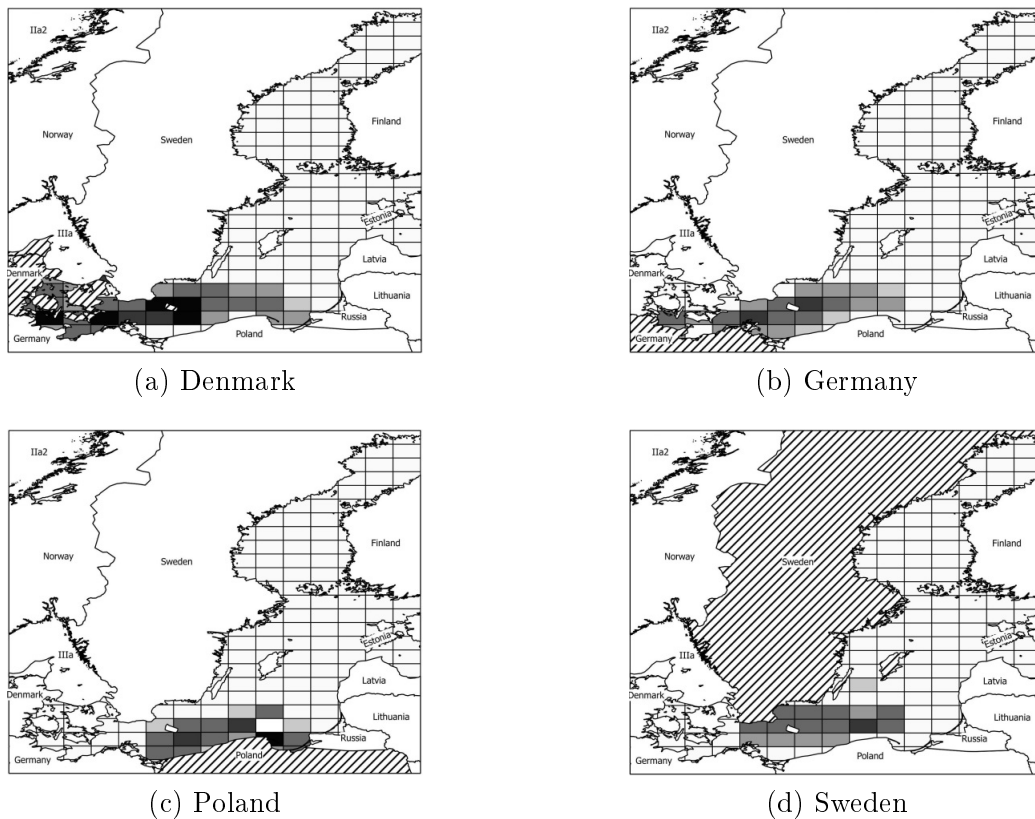 IIa2
Norway
Sweden
Finland
IIIa
Estonia
Denmark
Latvia
Lithuania
Russia
Germany
Poland
(a) Denmark
IIa2
Norway
Sweden
Finland
IIIa
Estonia
Denmark
Latvia
Lithuania
Russia
Germany
Poland
(b) Germany
IIa2
Norway
Sweden
Finland
IIIa
Estonia
Denmark
Latvia
Lithuania
Russia
Germany
Poland
(c) Poland
IIa2
Norway
Sweden
Finland
IIIa
Estonia
Denmark
Latvia
Lithuania
Russia
Germany
Poland
(d) Sweden